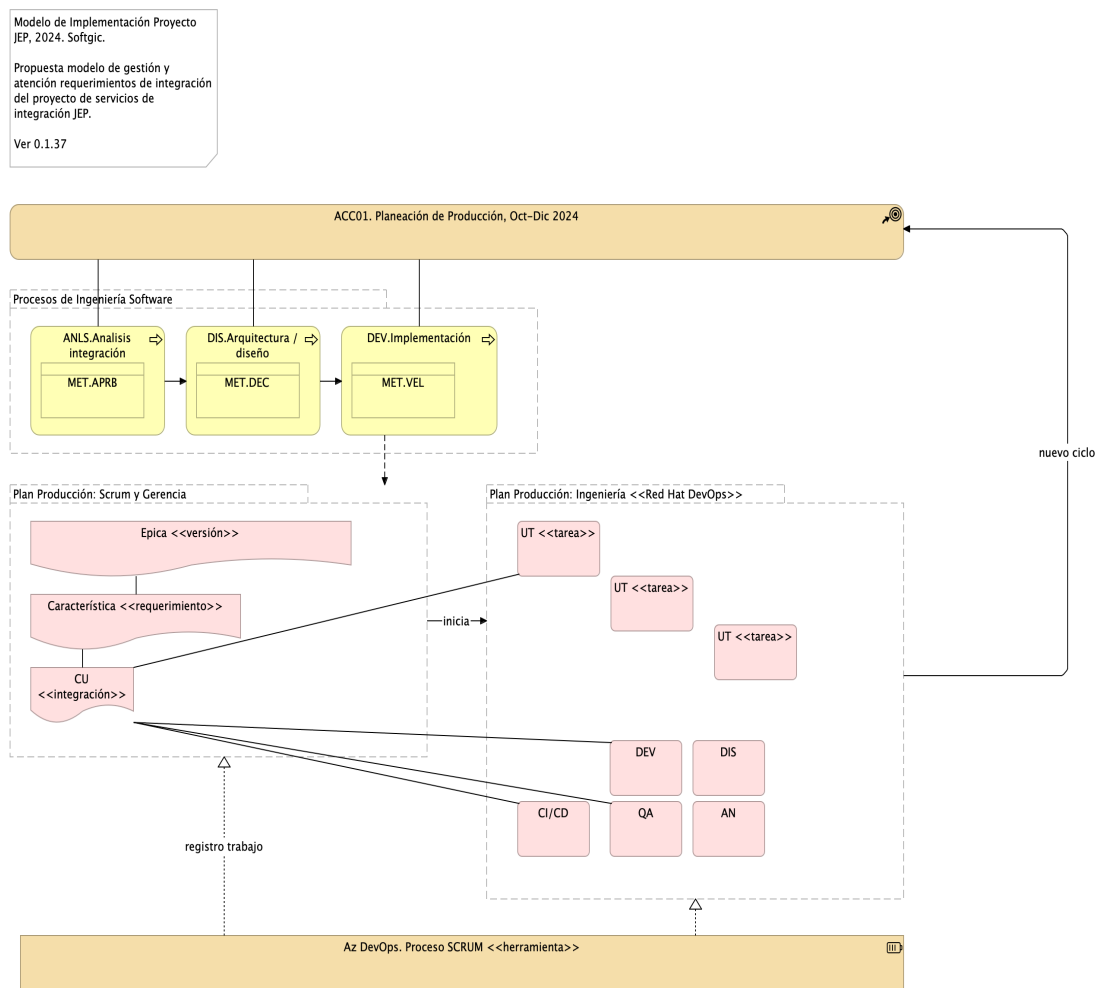 Modelo de Implementación Proyecto
JEP, 2024. Softgic.
Propuesta modelo de gestión y
atención requerimientos de integración
del proyecto de servicios de
integración JEP.
Ver 0.1.37
ACC01. Planeación de Producción, Oct-Dic 2024
Procesos de Ingeniería Software
ANLS.Analisis
integración
MET.APRB
DIS.Arquitectura /
diseño
MET.DEC
DEV.Implementación
MET.VEL
nuevo ciclo
Plan Producción: Scrum y Gerencia
Epica <<versión>>
Característica <<requerimiento>>
CU
<<integración>>
inicia
Plan Producción: Ingeniería <<Red Hat DevOps>>
UT <<tarea>>
UT <<tarea>>
UT <<tarea>>
DEV
DIS
CI/CD
QA
AN
registro trabajo
Az DevOps. Proceso SCRUM <<herramienta>>